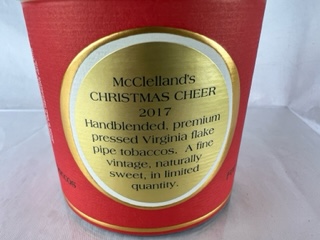 McClelland's
CHRISTMAS CHEER
2017
Handblended, premium
pressed Virginia flake
pipe tobaccos. A fine
vintage, naturally
sweet, in limited
quantity.